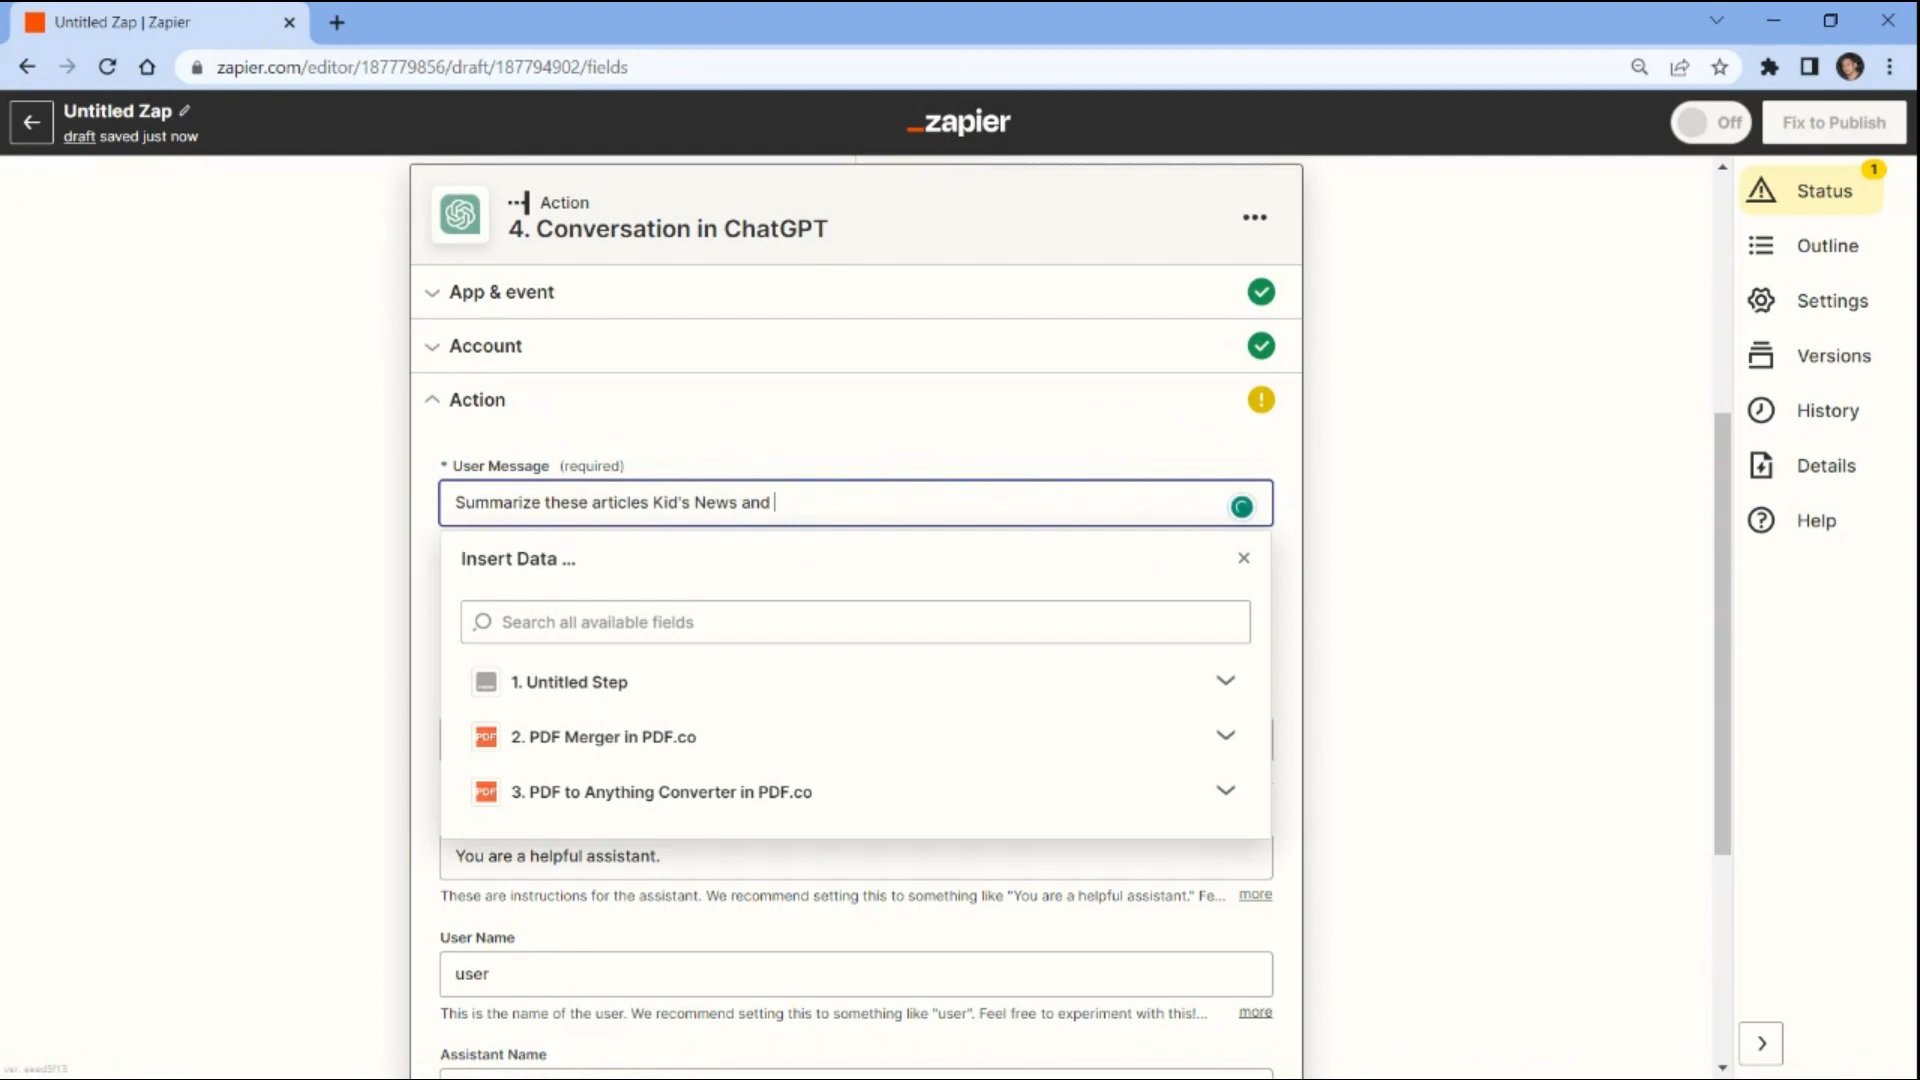 Untitled Zap | Zapier
zapier.com/editor/187779856/draft/187794902/fields
Untitled Zap
draft saved just now
_zapier
Off
Fix to Publish
Action
4. Conversation in ChatGPT
App & event
Account
Action
* User Message (required)
Summarize these articles Kid's News and
Insert Data ...
Search all available fields
1. Untitled Step
PDF 2. PDF Merger in PDF.co
PDF 3. PDF to Anything Converter in PDF.co
You are a helpful assistant.
These are instructions for the assistant. We recommend setting this to something like "You are a helpful assistant." Fe... more
User Name
user
This is the name of the user. We recommend setting this to something like "user". Feel free to experiment with this!... more
Assistant Name
1
Status
Outline
Settings
Versions
History
Details
Help